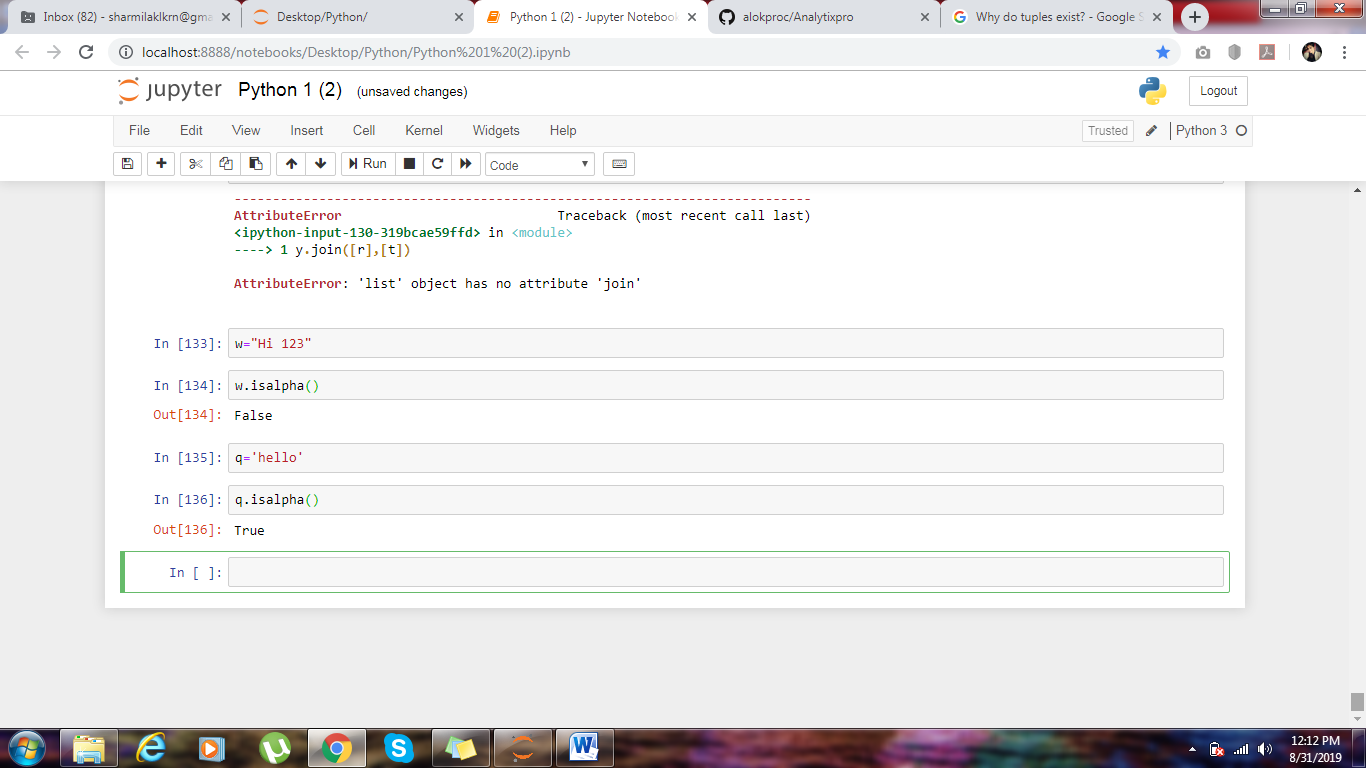 Inbox (82) - sharmilaklkrn@gma
Desktop/Python/
Python 1 (2) - Jupyter Notebook
alokproc/Analytixpro
Why do tuples exist? - Google S
localhost:8888/notebooks/Desktop/Python/Python%201%20(2).ipynb
jupyter Python 1 (2) (unsaved changes)
Logout
File Edit View Insert Cell Kernel Widgets Help
Trusted Python 3
Run Code
---------------------------------------------------------------------------
AttributeError Traceback (most recent call last)
<ipython-input-130-319bcae59ffd> in <module>
----> 1 y.join([r],[t])
AttributeError: 'list' object has no attribute 'join'
In [133]: w="Hi 123"
In [134]: w.isalpha()
Out[134]: False
In [135]: q='hello'
In [136]: q.isalpha()
Out[136]: True
In [ ]:
12:12 PM
8/31/2019